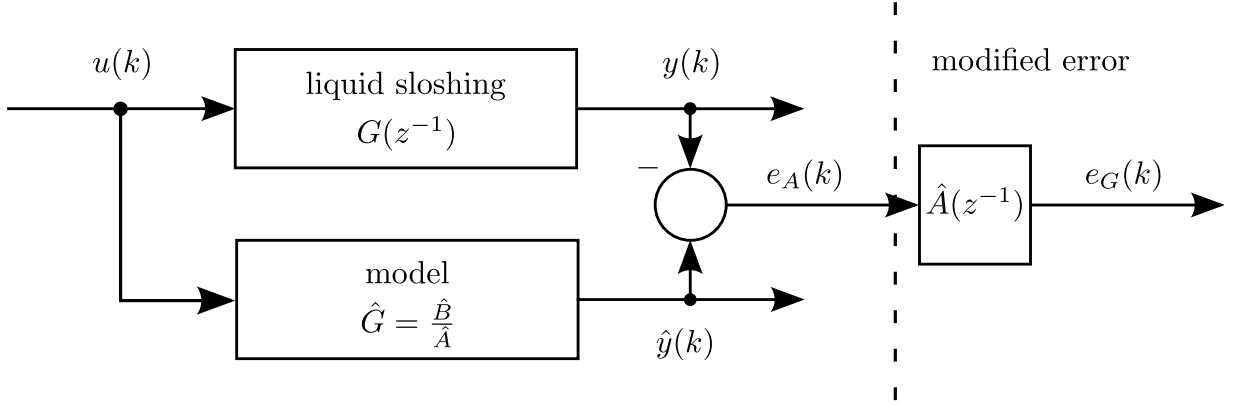 u(k)
liquid sloshing
G(z⁻¹)
y(k)
modified error
−
e_A(k)
Â(z⁻¹)
e_G(k)
model
Ĝ = B̂/Â
ŷ(k)